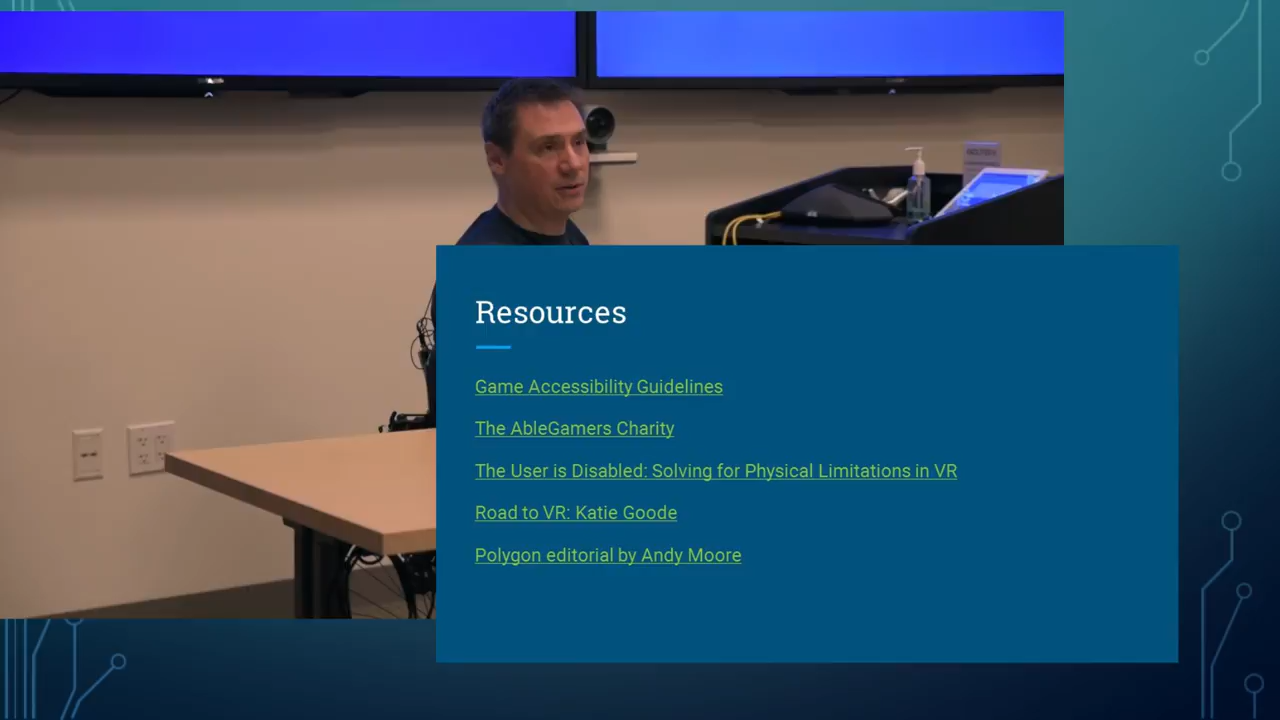 Resources
Game Accessibility Guidelines
The AbleGamers Charity
The User is Disabled: Solving for Physical Limitations in VR
Road to VR: Katie Goode
Polygon editorial by Andy Moore